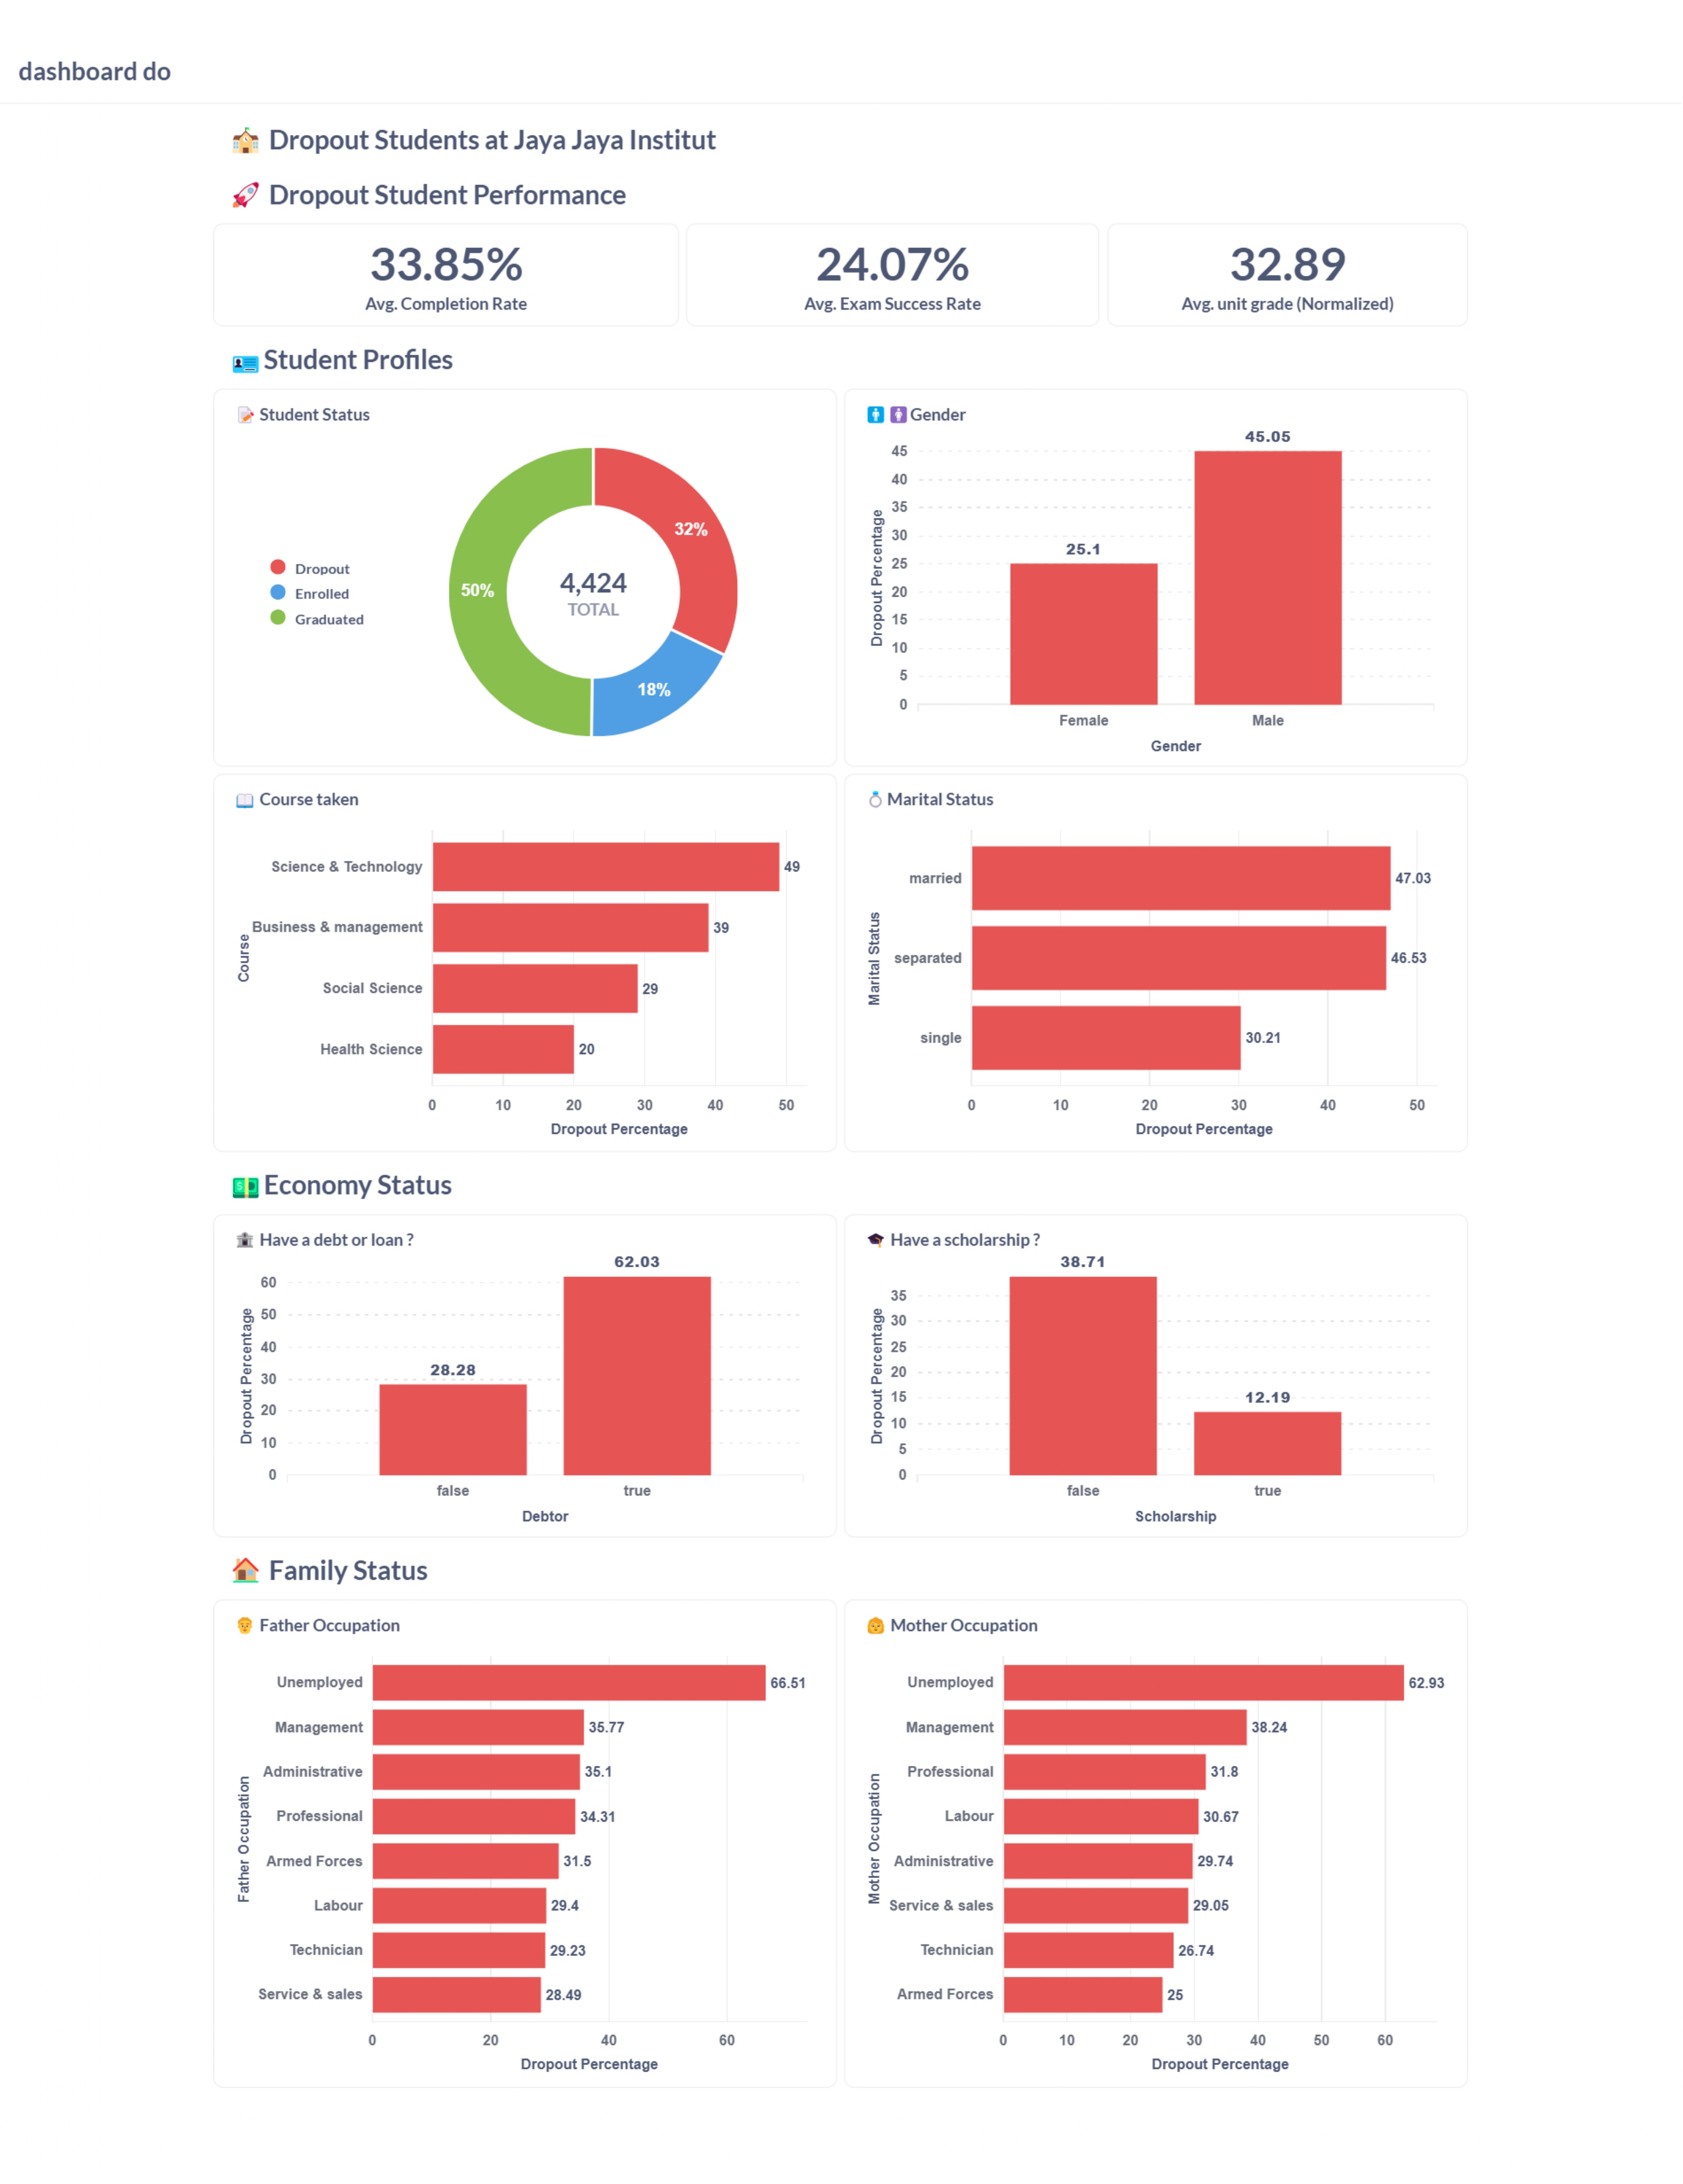 dashboard do
Dropout Students at Jaya Jaya Institut
Dropout Student Performance
33.85%
Avg. Completion Rate
24.07%
Avg. Exam Success Rate
32.89
Avg. unit grade (Normalized)
Student Profiles
Student Status
Dropout
Enrolled
Graduated
32%
50%
18%
4,424
TOTAL
Gender
Dropout Percentage
45
40
35
30
25
20
15
10
5
0
25.1
45.05
Female
Male
Gender
Course taken
Course
Science & Technology
49
Business & management
39
Social Science
29
Health Science
20
0 10 20 30 40 50
Dropout Percentage
Marital Status
Marital Status
married
47.03
separated
46.53
single
30.21
0 10 20 30 40 50
Dropout Percentage
Economy Status
Have a debt or loan ?
Dropout Percentage
60
50
40
30
20
10
0
28.28
62.03
false
true
Debtor
Have a scholarship ?
Dropout Percentage
35
30
25
20
15
10
5
0
38.71
12.19
false
true
Scholarship
Family Status
Father Occupation
Father Occupation
Unemployed
66.51
Management
35.77
Administrative
35.1
Professional
34.31
Armed Forces
31.5
Labour
29.4
Technician
29.23
Service & sales
28.49
0 20 40 60
Dropout Percentage
Mother Occupation
Mother Occupation
Unemployed
62.93
Management
38.24
Professional
31.8
Labour
30.67
Administrative
29.74
Service & sales
29.05
Technician
26.74
Armed Forces
25
0 10 20 30 40 50 60
Dropout Percentage